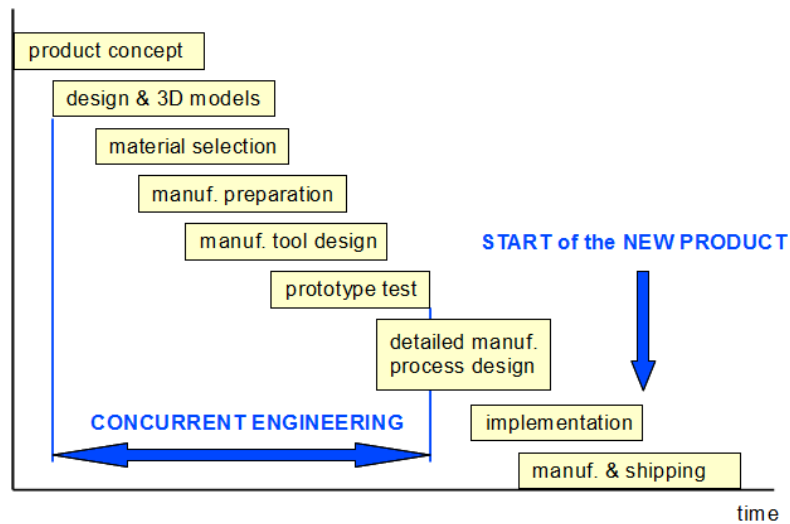 product concept
design & 3D models
material selection
manuf. preparation
manuf. tool design
START of the NEW PRODUCT
prototype test
detailed manuf.
process design
CONCURRENT ENGINEERING
implementation
manuf. & shipping
time